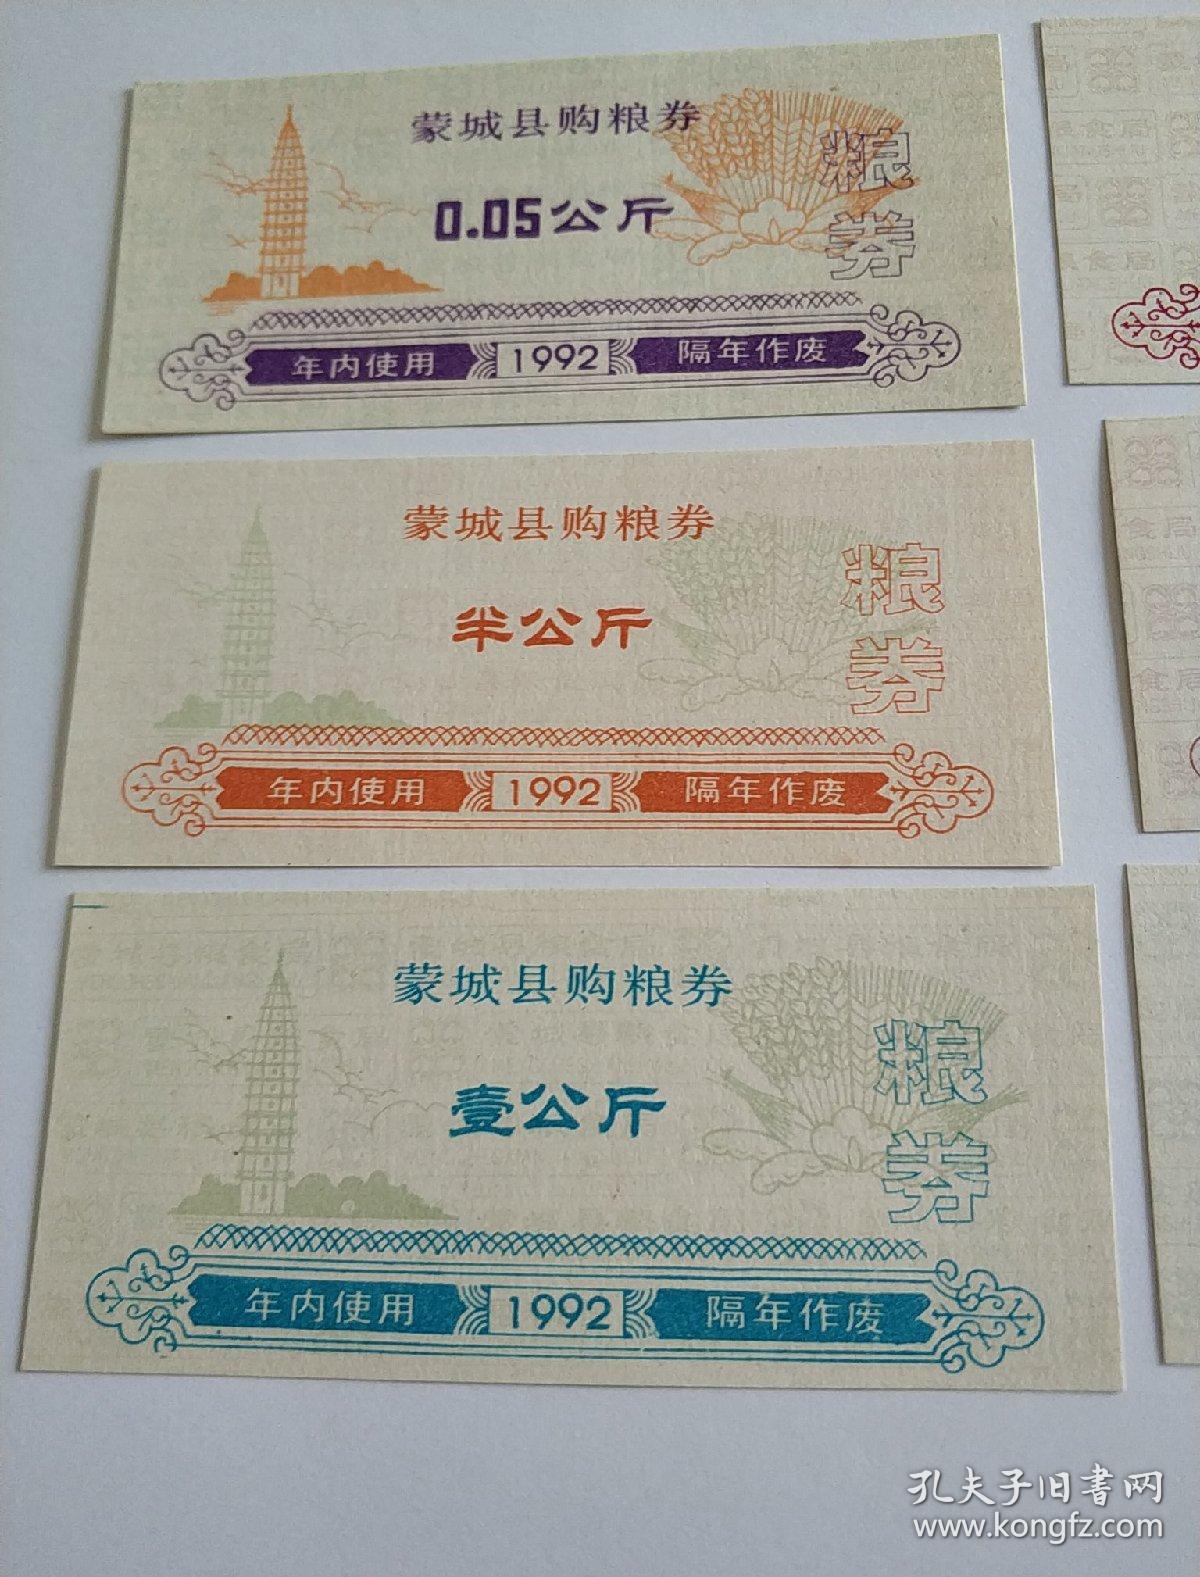 蒙城县购粮券
0.05公斤
粮券
年内使用 1992 隔年作废
蒙城县购粮券
半公斤
粮券
年内使用 1992 隔年作废
蒙城县购粮券
壹公斤
粮券
年内使用 1992 隔年作废
孔夫子旧书网
www.kongfz.com